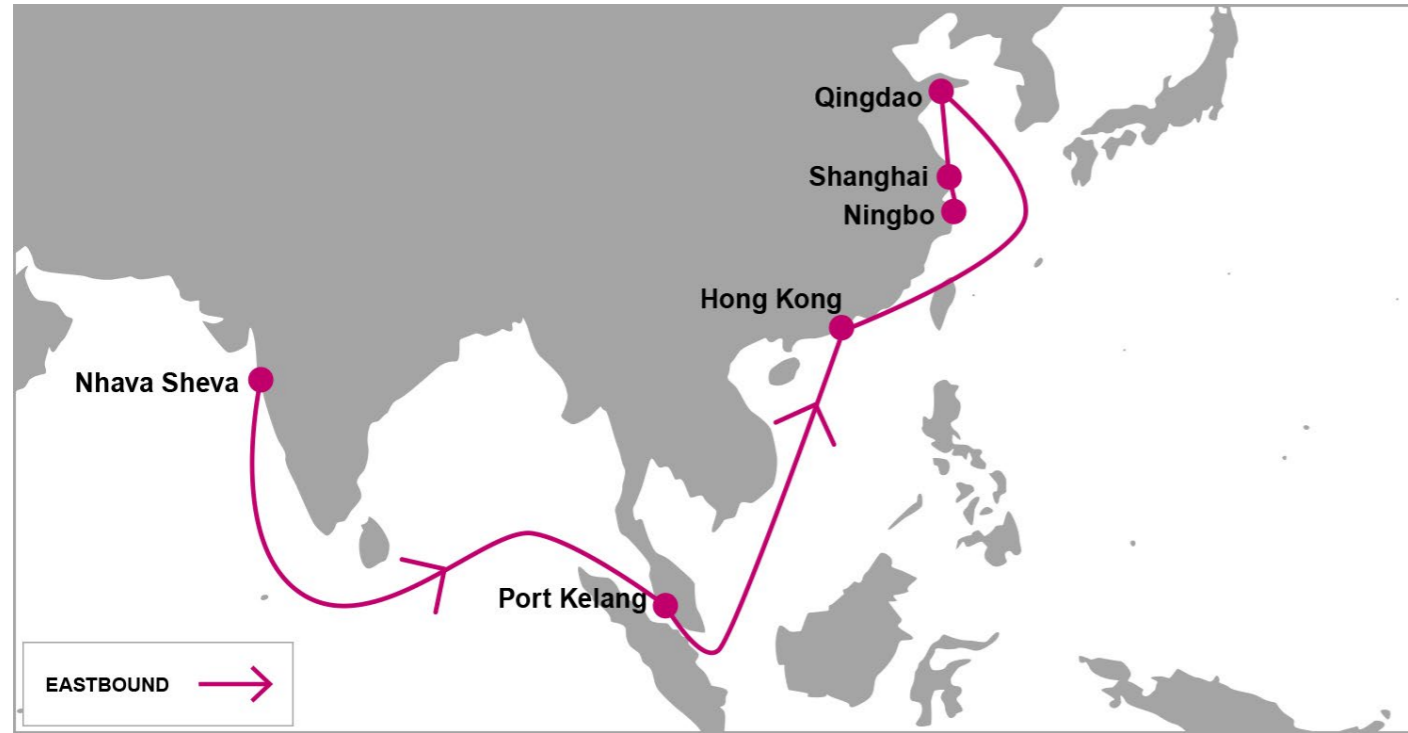 Qingdao
Shanghai
Ningbo
Hong Kong
Nhava Sheva
Port Kelang
EASTBOUND